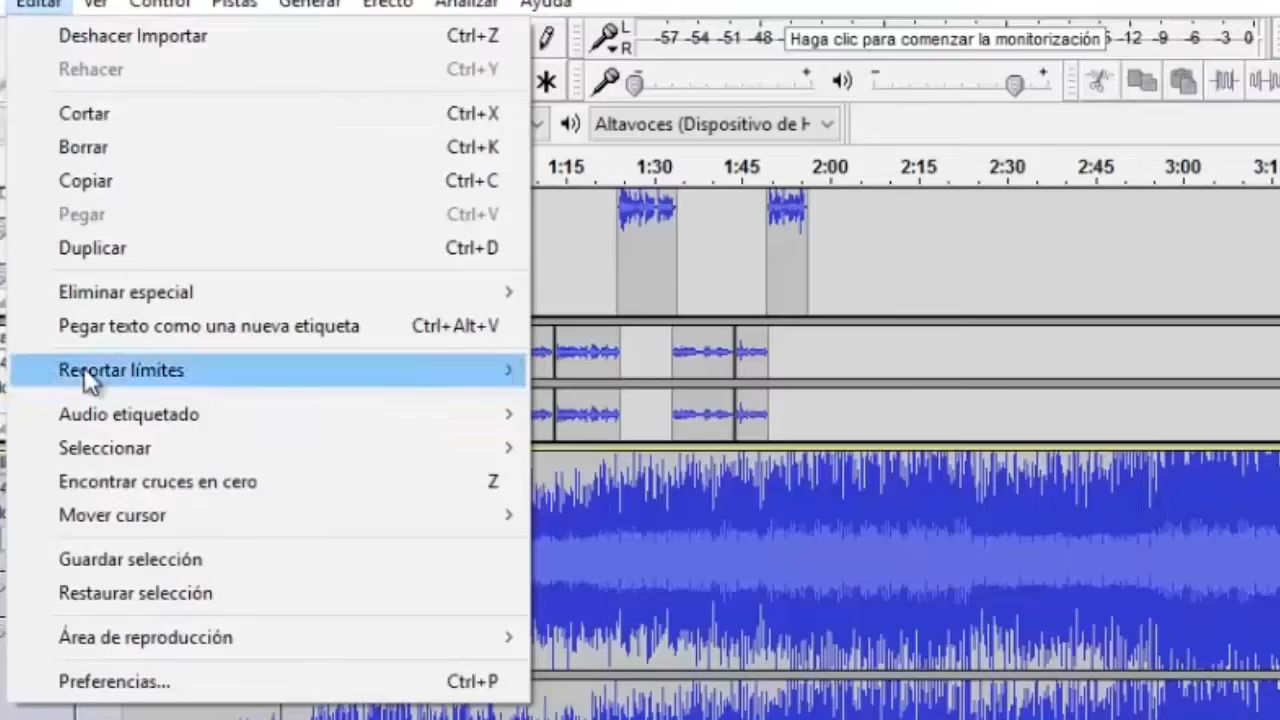 Editar Ver Control Pistas Generar Efecto Analizar Ayuda
Deshacer Importar Ctrl+Z
Rehacer Ctrl+Y
Cortar Ctrl+X
Borrar Ctrl+K
Copiar Ctrl+C
Pegar Ctrl+V
Duplicar Ctrl+D
Eliminar especial
Pegar texto como una nueva etiqueta Ctrl+Alt+V
Recortar límites
Audio etiquetado
Seleccionar
Encontrar cruces en cero Z
Mover cursor
Guardar selección
Restaurar selección
Área de reproducción
Preferencias... Ctrl+P
L
R
-57 -54 -51 -48 Haga clic para comenzar la monitorización -12 -9 -6 -3 0
- +
- +
Altavoces (Dispositivo de
1:15 1:30 1:45 2:00 2:15 2:30 2:45 3:00 3:1